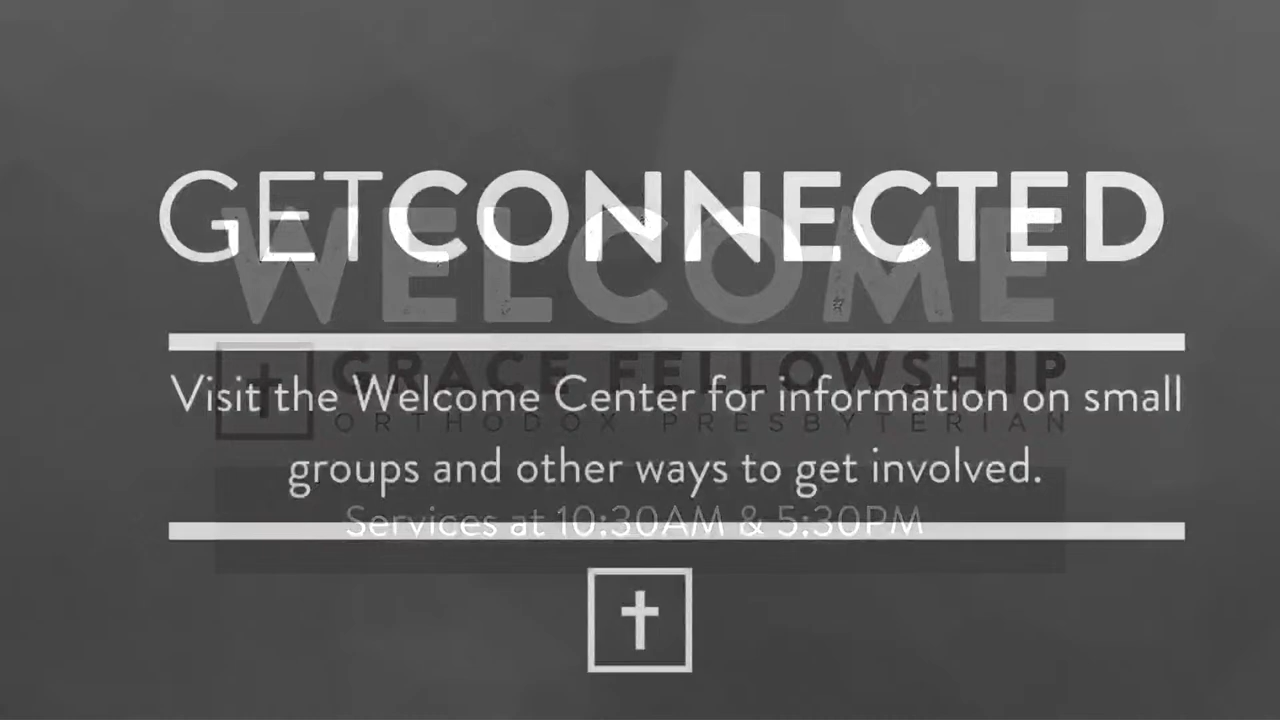 GETCONNECTED
WELCOME
GRACE FELLOWSHIP
Visit the Welcome Center for information on small
ORTHODOX PRESBYTERIAN
groups and other ways to get involved.
Services at 10:30AM & 5:30PM